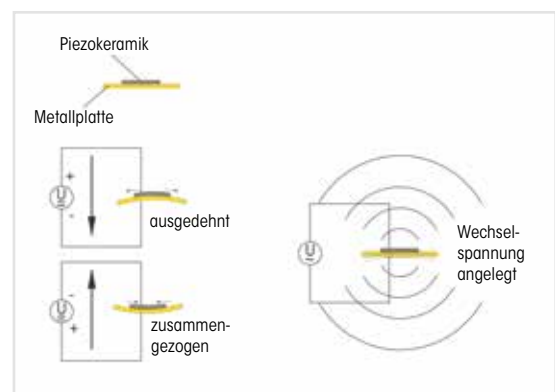 Piezokeramik
Metallplatte
U
+
-
ausgedehnt
U
-
+
zusammen-
gezogen
U
Wechsel-
spannung
angelegt